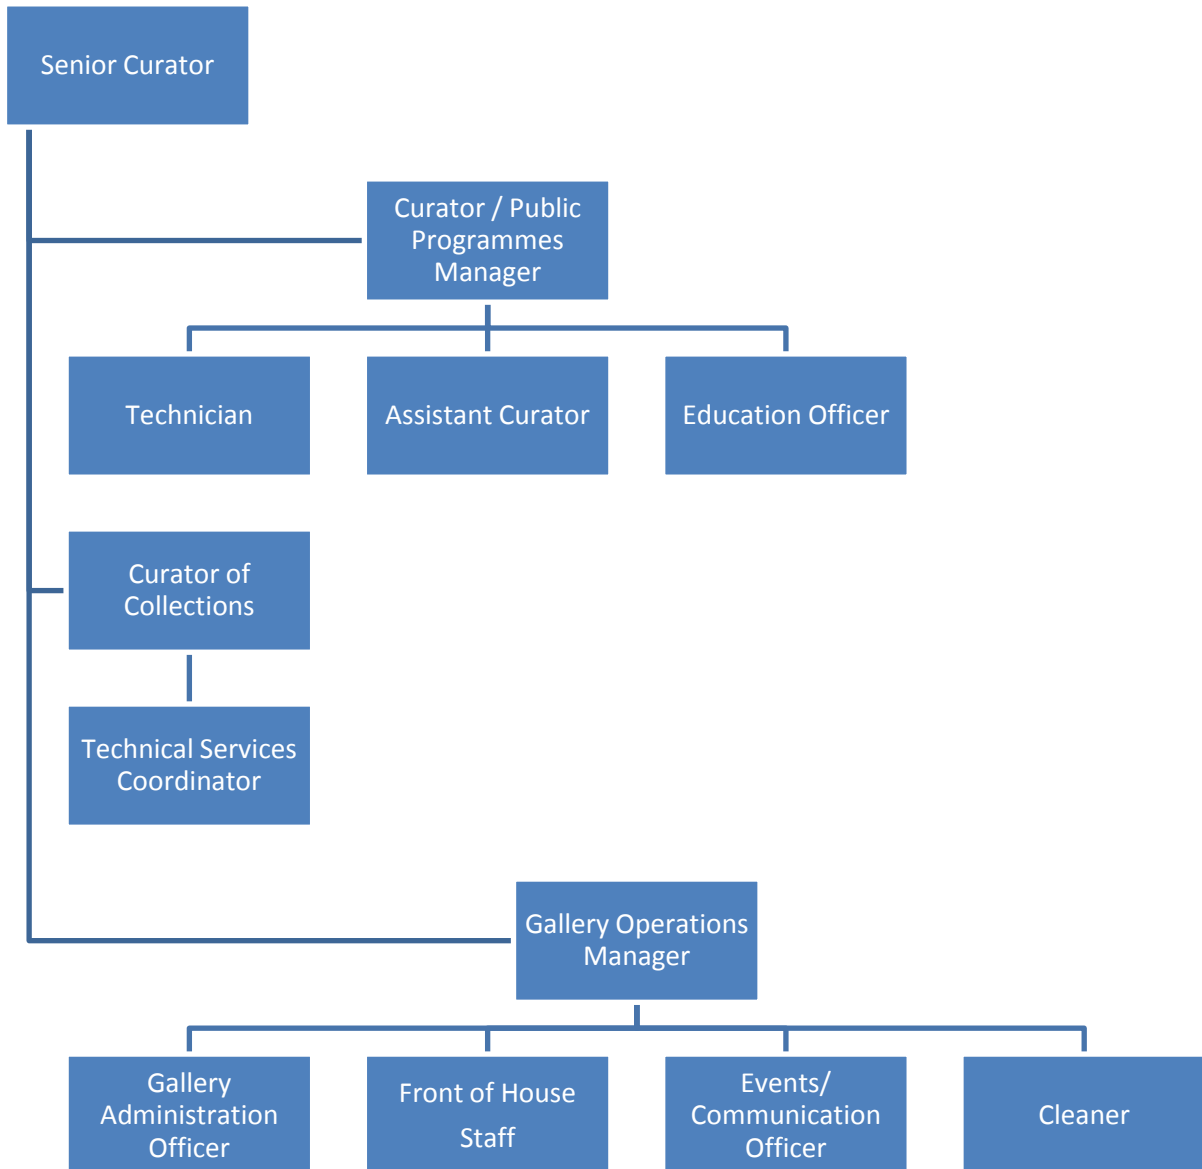 Senior Curator
Curator / Public
Programmes
Manager
Technician
Assistant Curator
Education Officer
Curator of
Collections
Technical Services
Coordinator
Gallery Operations
Manager
Gallery
Administration
Officer
Front of House
Staff
Events/
Communication
Officer
Cleaner